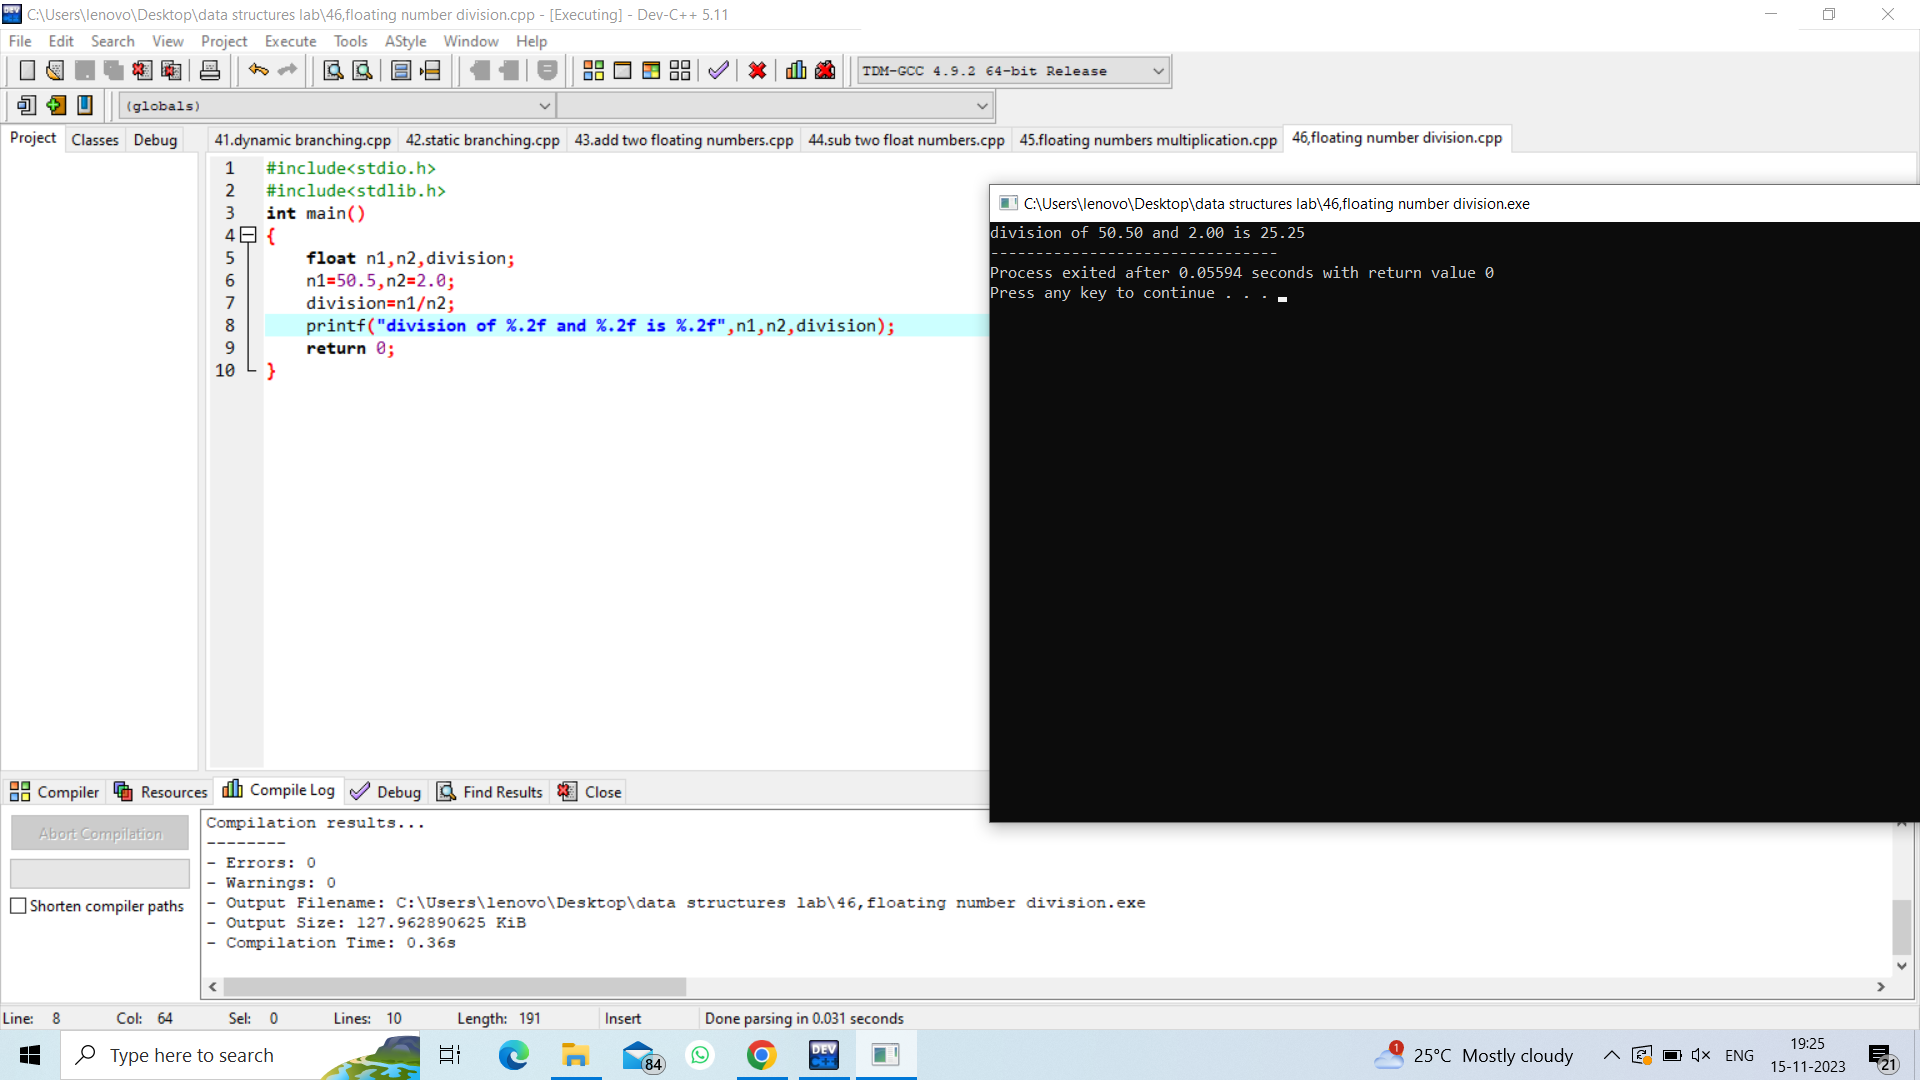 C:\Users\lenovo\Desktop\data structures lab\46,floating number division.cpp - [Executing] - Dev-C++ 5.11
File Edit Search View Project Execute Tools AStyle Window Help
TDM-GCC 4.9.2 64-bit Release
(globals)
Project Classes Debug
41.dynamic branching.cpp 42.static branching.cpp 43.add two floating numbers.cpp 44.sub two float numbers.cpp 45.floating numbers multiplication.cpp 46,floating number division.cpp
1 #include<stdio.h>
2 #include<stdlib.h>
3 int main()
4 {
5 float n1,n2,division;
6 n1=50.5,n2=2.0;
7 division=n1/n2;
8 printf("division of %.2f and %.2f is %.2f",n1,n2,division);
9 return 0;
10 }
C:\Users\lenovo\Desktop\data structures lab\46,floating number division.exe
division of 50.50 and 2.00 is 25.25
--------------------------------
Process exited after 0.05594 seconds with return value 0
Press any key to continue . . .
Compiler Resources Compile Log Debug Find Results Close
Abort Compilation
Shorten compiler paths
Compilation results...
--------
- Errors: 0
- Warnings: 0
- Output Filename: C:\Users\lenovo\Desktop\data structures lab\46,floating number division.exe
- Output Size: 127.962890625 KiB
- Compilation Time: 0.36s
Line: 8 Col: 64 Sel: 0 Lines: 10 Length: 191 Insert Done parsing in 0.031 seconds
Type here to search
84
DEV C++
1
25°C Mostly cloudy
ENG
19:25
15-11-2023
21